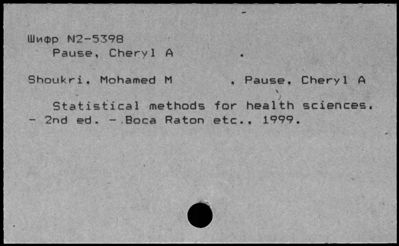 Шифр N2-5398
Pause, Cheryl A .
Shoukri, Mohamed M , Pause, Cheryl A
Statistical methods for health sciences.
- 2nd ed. - Boca Raton etc., 1999.